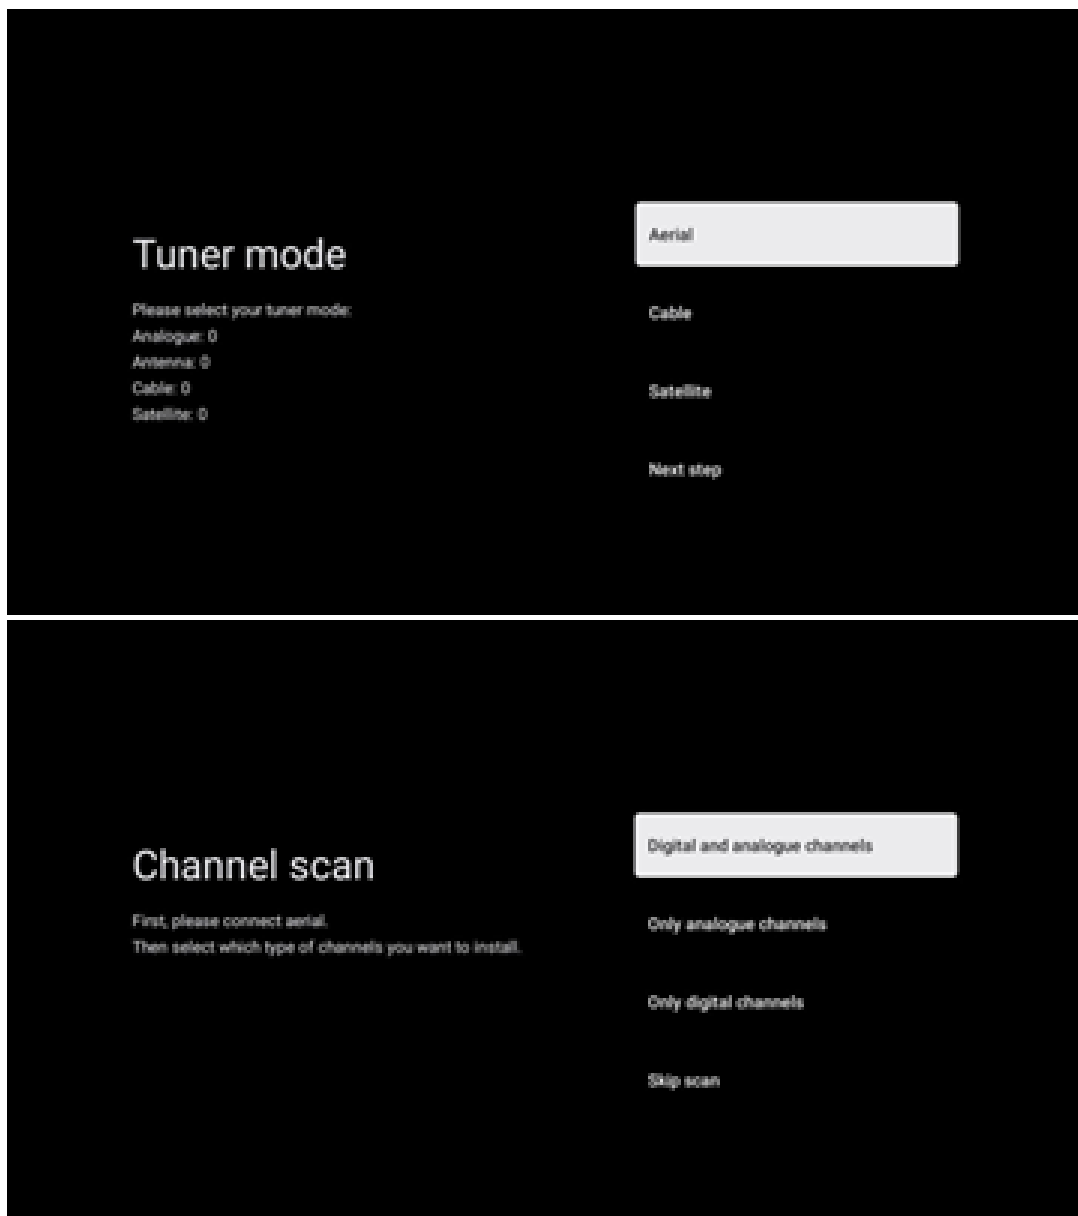 Tuner mode
Please select your tuner mode:
Analogue: 0
Antenna: 0
Cable: 0
Satellite: 0
Aerial
Cable
Satellite
Next step
Channel scan
First, please connect aerial.
Then select which type of channels you want to install.
Digital and analogue channels
Only analogue channels
Only digital channels
Skip scan